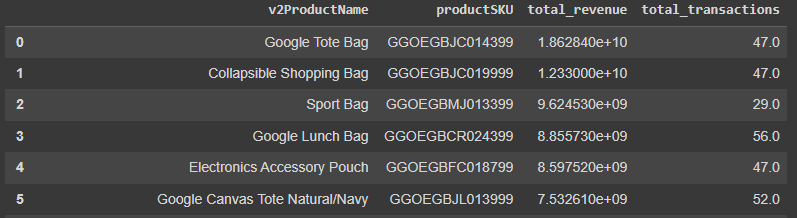 v2ProductName productSKU total_revenue total_transactions
0 Google Tote Bag GGOEGBJC014399 1.862840e+10 47.0
1 Collapsible Shopping Bag GGOEGBJC019999 1.233000e+10 47.0
2 Sport Bag GGOEGBMJ013399 9.624530e+09 29.0
3 Google Lunch Bag GGOEGBCR024399 8.855730e+09 56.0
4 Electronics Accessory Pouch GGOEGBFC018799 8.597520e+09 47.0
5 Google Canvas Tote Natural/Navy GGOEGBJL013999 7.532610e+09 52.0